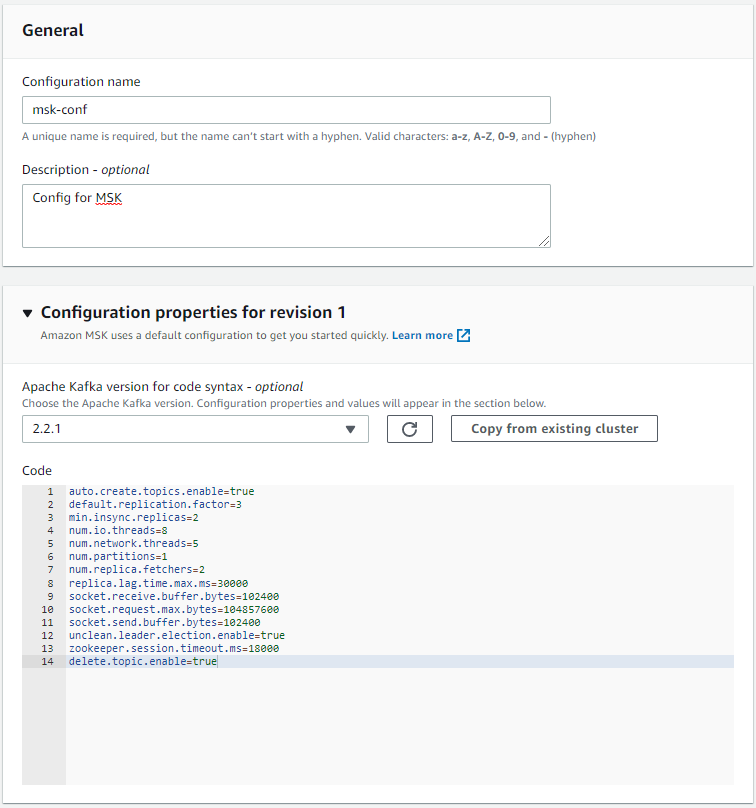 General
Configuration name
msk-conf
A unique name is required, but the name can't start with a hyphen. Valid characters: a-z, A-Z, 0-9, and - (hyphen)
Description - optional
Config for MSK
Configuration properties for revision 1
Amazon MSK uses a default configuration to get you started quickly. Learn more
Apache Kafka version for code syntax - optional
Choose the Apache Kafka version. Configuration properties and values will appear in the section below.
2.2.1
Copy from existing cluster
Code
1 auto.create.topics.enable=true
2 default.replication.factor=3
3 min.insync.replicas=2
4 num.io.threads=8
5 num.network.threads=5
6 num.partitions=1
7 num.replica.fetchers=2
8 replica.lag.time.max.ms=30000
9 socket.receive.buffer.bytes=102400
10 socket.request.max.bytes=104857600
11 socket.send.buffer.bytes=102400
12 unclean.leader.election.enable=true
13 zookeeper.session.timeout.ms=18000
14 delete.topic.enable=true